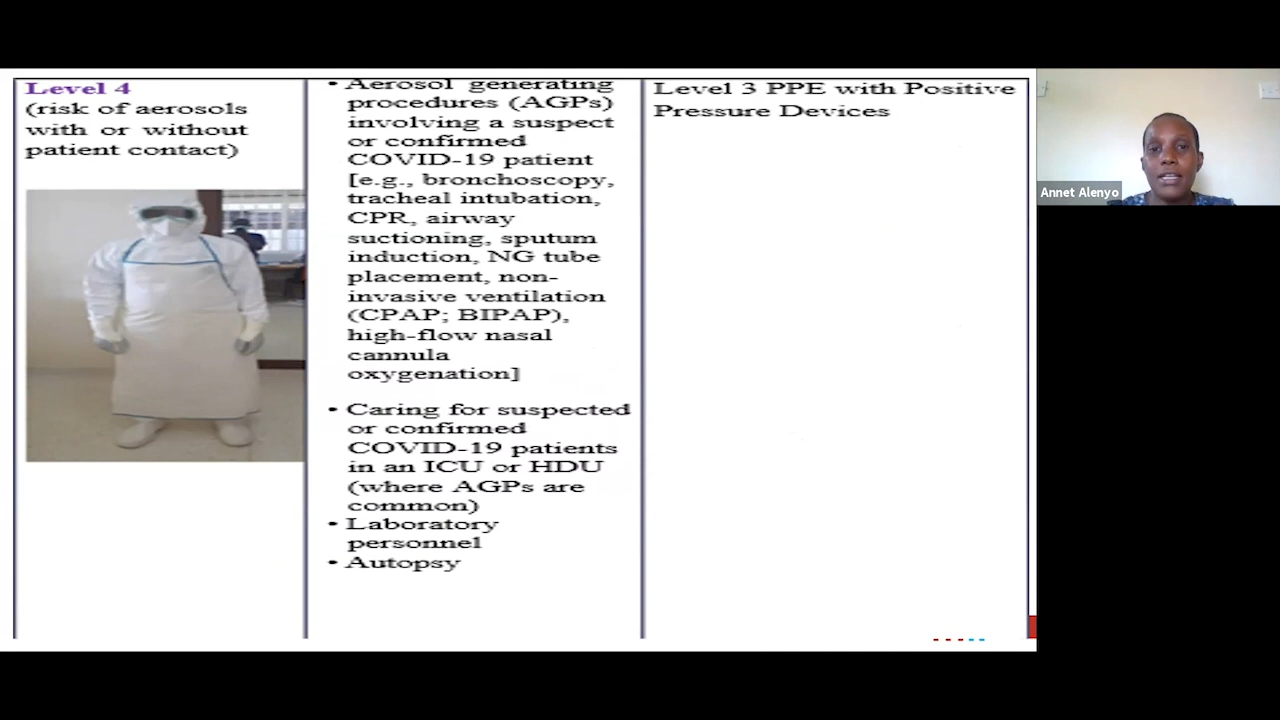 Level 4
(risk of aerosols
with or without
patient contact)
• Aerosol generating
procedures (AGPs)
involving a suspect
or confirmed
COVID-19 patient
[e.g., bronchoscopy,
tracheal intubation,
CPR, airway
suctioning, sputum
induction, NG tube
placement, non-
invasive ventilation
(CPAP; BIPAP),
high-flow nasal
cannula
oxygenation]
• Caring for suspected
or confirmed
COVID-19 patients
in an ICU or HDU
(where AGPs are
common)
• Laboratory
personnel
• Autopsy
Level 3 PPE with Positive
Pressure Devices
Annet Alenyo